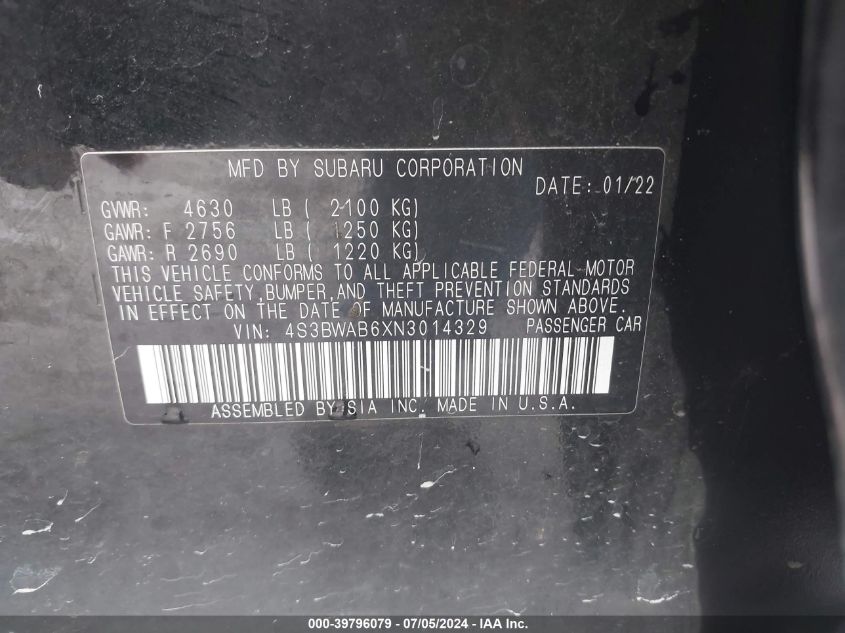 MFD BY SUBARU CORPORATION
DATE: 01/22
GVWR: 4630 LB ( 2100 KG)
GAWR: F 2756 LB ( 1250 KG)
GAWR: R 2690 LB ( 1220 KG)
THIS VEHICLE CONFORMS TO ALL APPLICABLE FEDERAL MOTOR
VEHICLE SAFETY, BUMPER, AND THEFT PREVENTION STANDARDS
IN EFFECT ON THE DATE OF MANUFACTURE SHOWN ABOVE.
VIN: 4S3BWAB6XN3014329 PASSENGER CAR
ASSEMBLED BY SIA INC. MADE IN U.S.A.
000-39796079 - 07/05/2024 - IAA Inc.